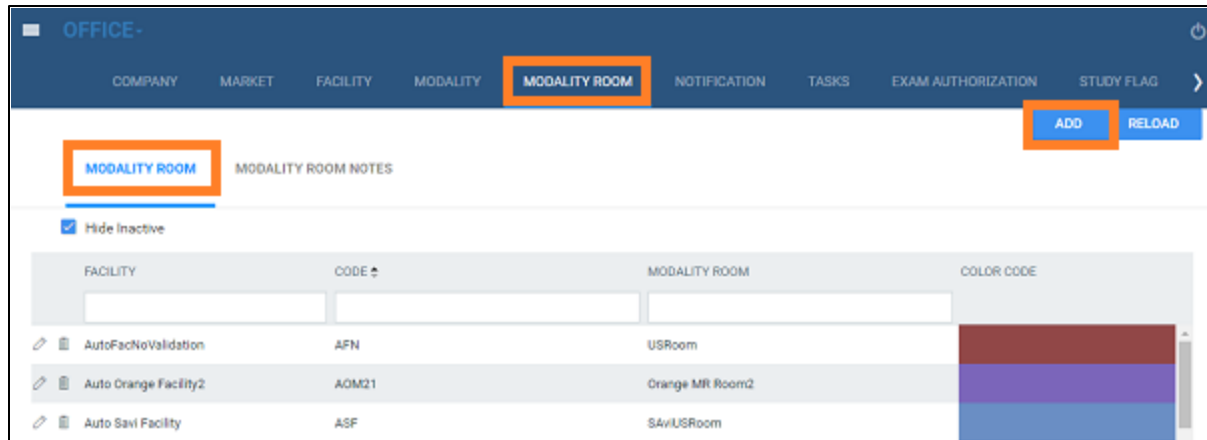 OFFICE-
COMPANY MARKET FACILITY MODALITY MODALITY ROOM NOTIFICATION TASKS EXAM AUTHORIZATION STUDY FLAG
ADD RELOAD
MODALITY ROOM MODALITY ROOM NOTES
Hide Inactive
FACILITY CODE MODALITY ROOM COLOR CODE
AutoFacNoValidation AFN USRoom
Auto Orange Facility2 AOM21 Orange MR Room2
Auto Savi Facility ASF SAviUSRoom